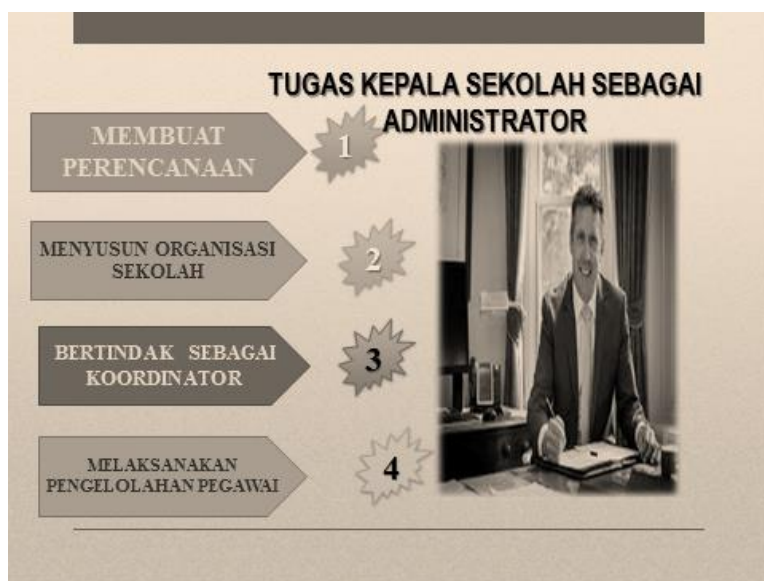 TUGAS KEPALA SEKOLAH SEBAGAI
ADMINISTRATOR
MEMBUAT
PERENCANAAN
1
MENYUSUN ORGANISASI
SEKOLAH
2
BERTINDAK SEBAGAI
KOORDINATOR
3
MELAKSANAKAN
PENGELOLAHAN PEGAWAI
4